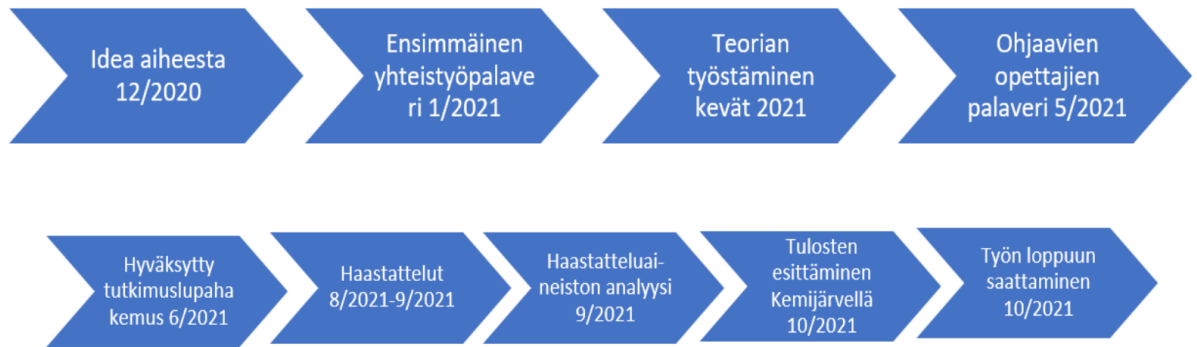 Idea aiheesta
12/2020
Ensimmäinen
yhteistyöpalave
ri 1/2021
Teorian
työstäminen
kevät 2021
Ohjaavien
opettajien
palaveri 5/2021
Hyväksytty
tutkimuslupaha
kemus 6/2021
Haastattelut
8/2021-9/2021
Haastatteluai-
neiston analyysi
9/2021
Tulosten
esittäminen
Kemijärvellä
10/2021
Työn loppuun
saattaminen
10/2021